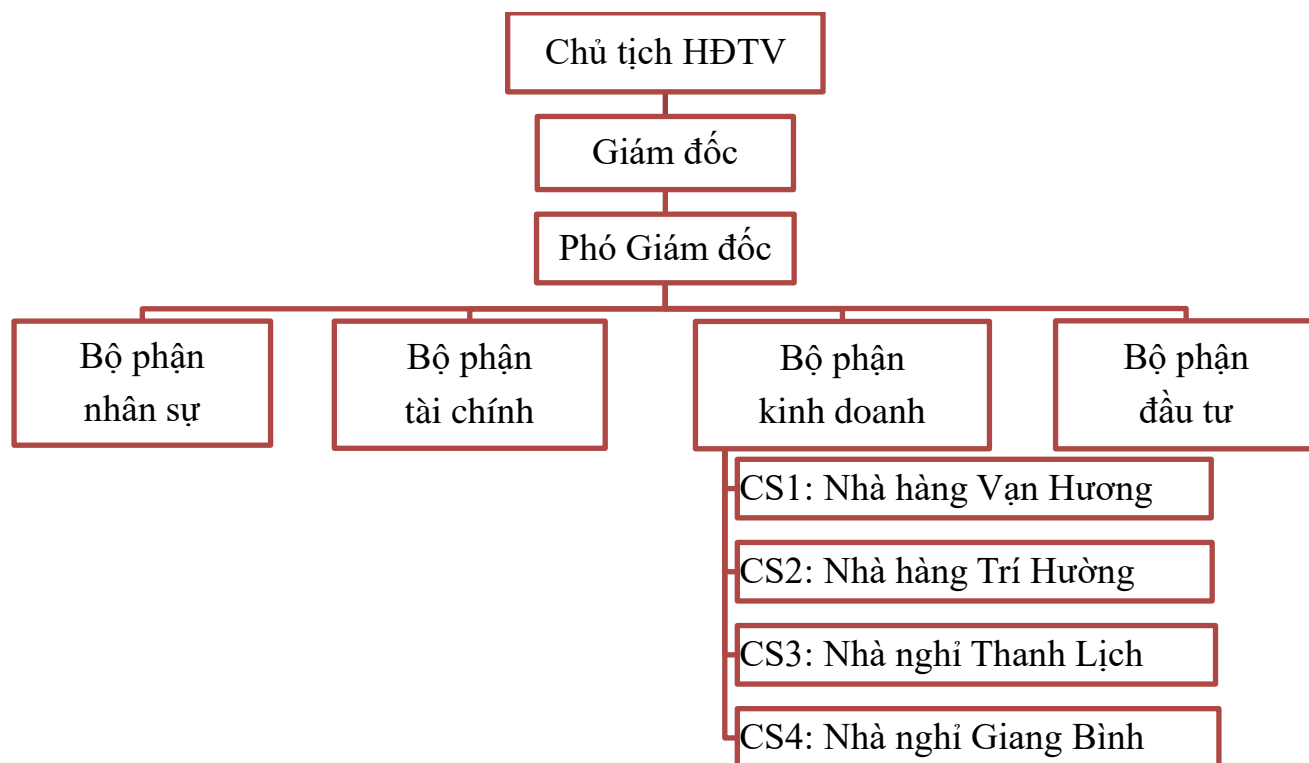 Chủ tịch HĐTV
Giám đốc
Phó Giám đốc
Bộ phận
nhân sự
Bộ phận
tài chính
Bộ phận
kinh doanh
Bộ phận
đầu tư
CS1: Nhà hàng Vạn Hương
CS2: Nhà hàng Trí Hường
CS3: Nhà nghỉ Thanh Lịch
CS4: Nhà nghỉ Giang Bình